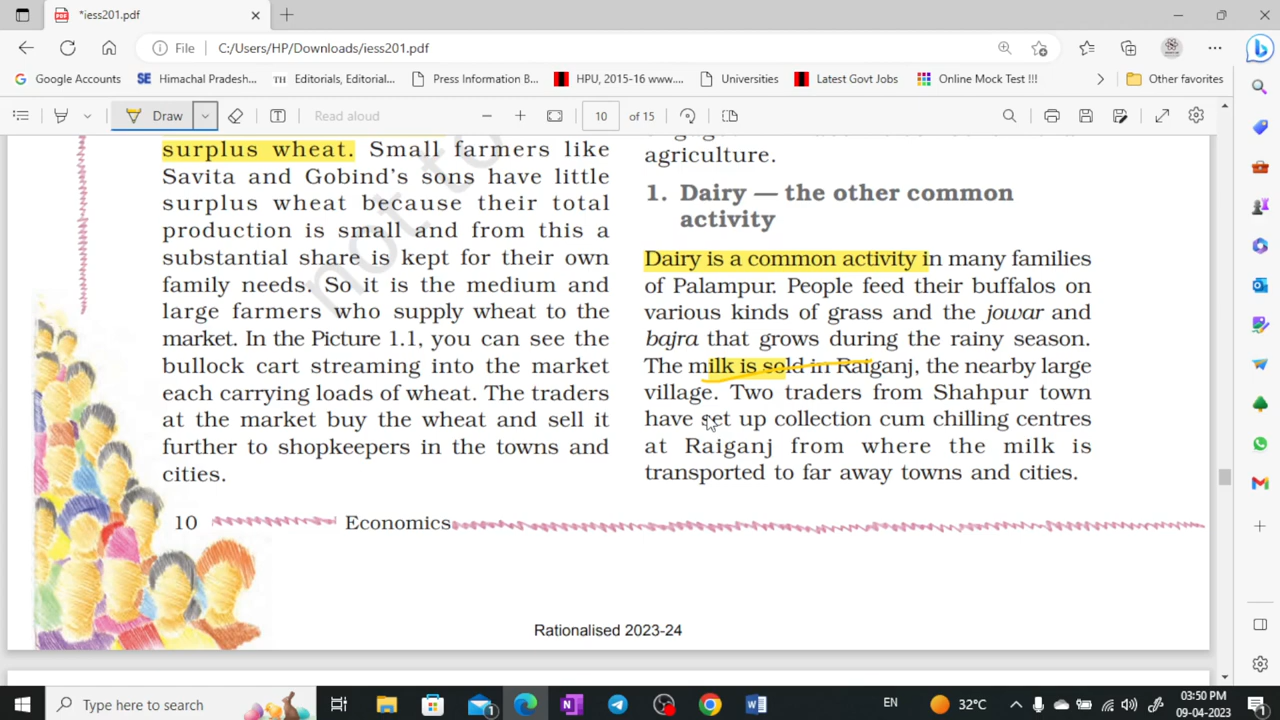 *iess201.pdf
File
C:/Users/HP/Downloads/iess201.pdf
Google Accounts
SE Himachal Pradesh...
TH Editorials, Editorial...
Press Information B...
HPU, 2015-16 www....
Universities
Latest Govt Jobs
Online Mock Test !!!
Other favorites
Draw
Read aloud
10 of 15
surplus wheat. Small farmers like
Savita and Gobind's sons have little
surplus wheat because their total
production is small and from this a
substantial share is kept for their own
family needs. So it is the medium and
large farmers who supply wheat to the
market. In the Picture 1.1, you can see the
bullock cart streaming into the market
each carrying loads of wheat. The traders
at the market buy the wheat and sell it
further to shopkeepers in the towns and
cities.
agriculture.
1. Dairy — the other common
activity
Dairy is a common activity in many families
of Palampur. People feed their buffalos on
various kinds of grass and the jowar and
bajra that grows during the rainy season.
The milk is sold in Raiganj, the nearby large
village. Two traders from Shahpur town
have set up collection cum chilling centres
at Raiganj from where the milk is
transported to far away towns and cities.
not to
10 Economics
Rationalised 2023-24
Type here to search
1
EN
32°C
03:50 PM
09-04-2023
1